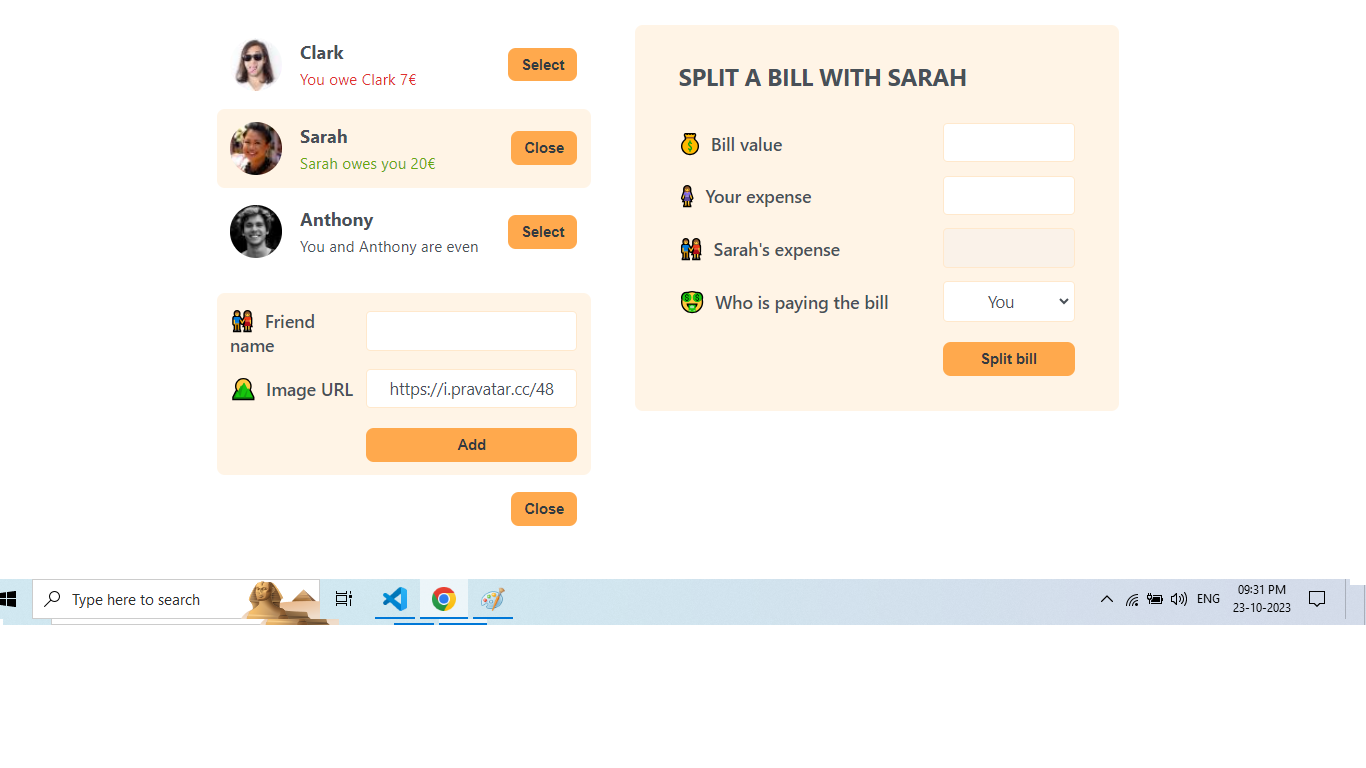 Clark
You owe Clark 7€
Select
Sarah
Sarah owes you 20€
Close
Anthony
You and Anthony are even
Select
Friend
name
Image URL
https://i.pravatar.cc/48
Add
Close
SPLIT A BILL WITH SARAH
Bill value
Your expense
Sarah's expense
Who is paying the bill
You
Split bill
Type here to search
ENG
09:31 PM
23-10-2023